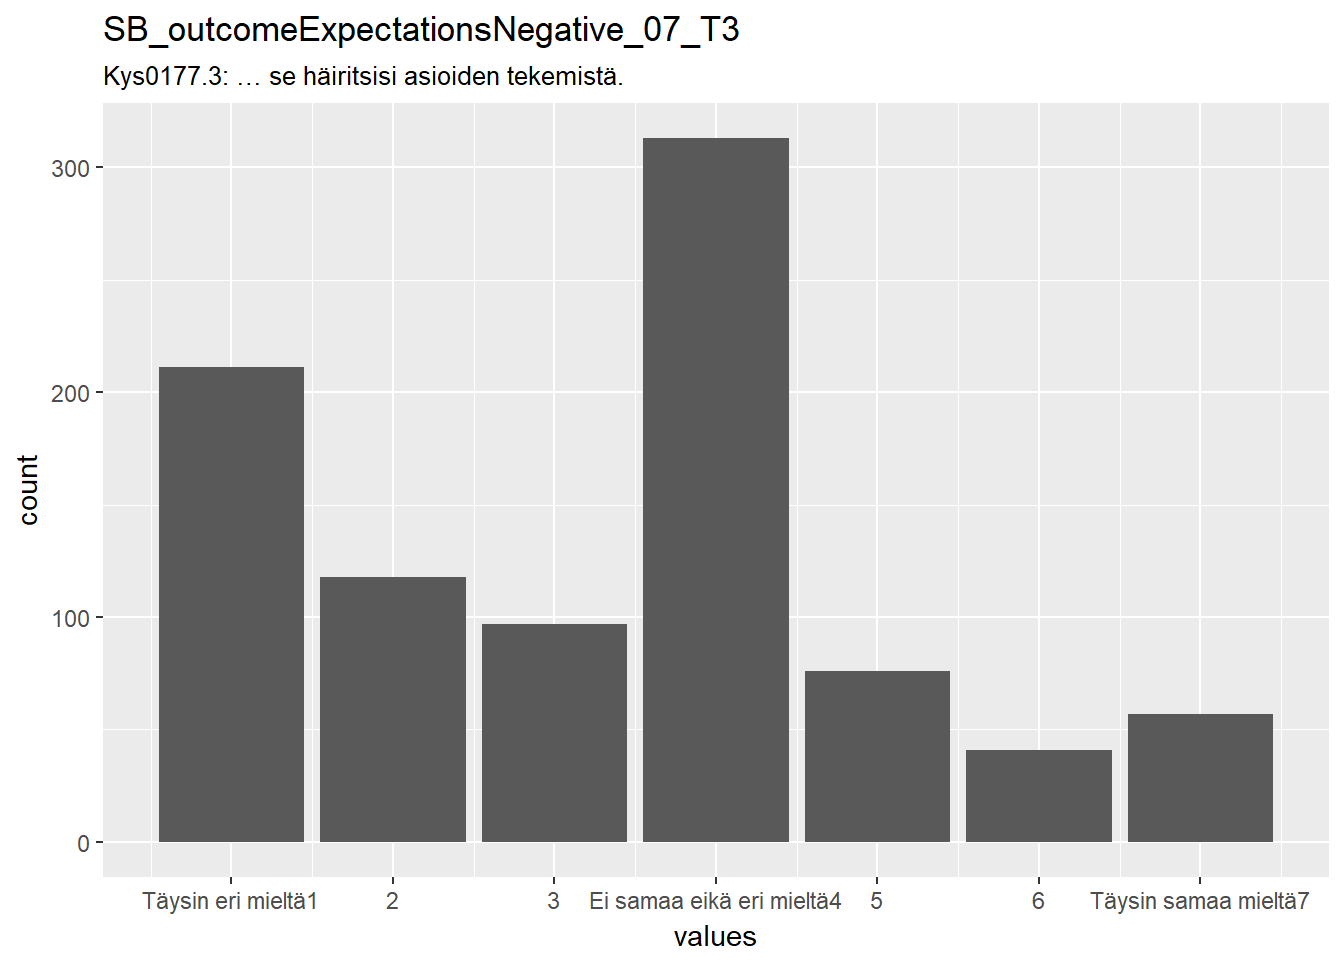 SB_outcomeExpectationsNegative_07_T3
Kys0177.3: … se häiritsisi asioiden tekemistä.
300
200
100
0
count
Täysin eri mieltä1 2 3 Ei samaa eikä eri mieltä4 5 6 Täysin samaa mieltä7
values